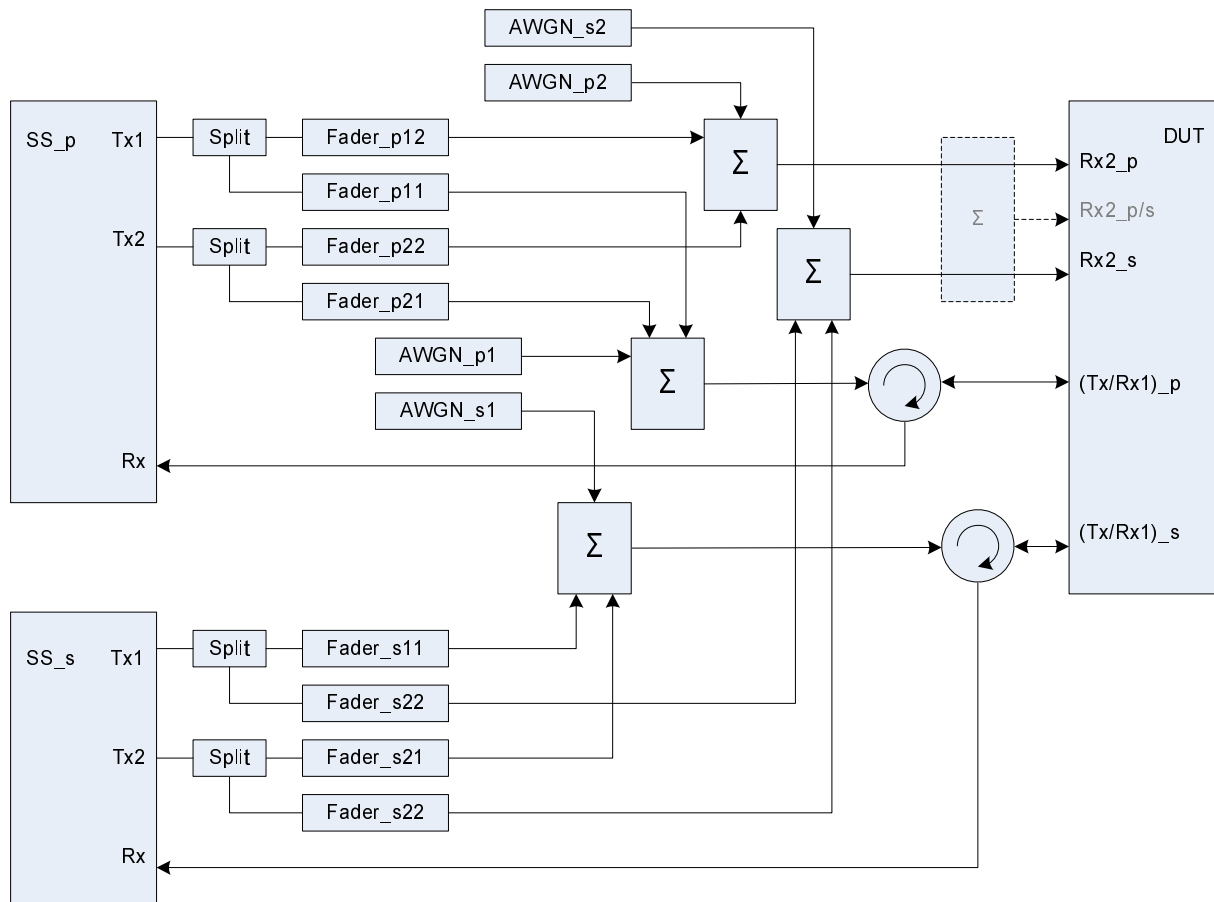 AWGN_s2
AWGN_p2
SS_p
Tx1
Split
Fader_p12
Σ
DUT
Rx2_p
Fader_p11
Σ
Rx2_p/s
Tx2
Split
Fader_p22
Σ
Rx2_s
Fader_p21
AWGN_p1
Σ
(Tx/Rx1)_p
AWGN_s1
Rx
Σ
(Tx/Rx1)_s
SS_s
Tx1
Split
Fader_s11
Fader_s22
Tx2
Split
Fader_s21
Fader_s22
Rx